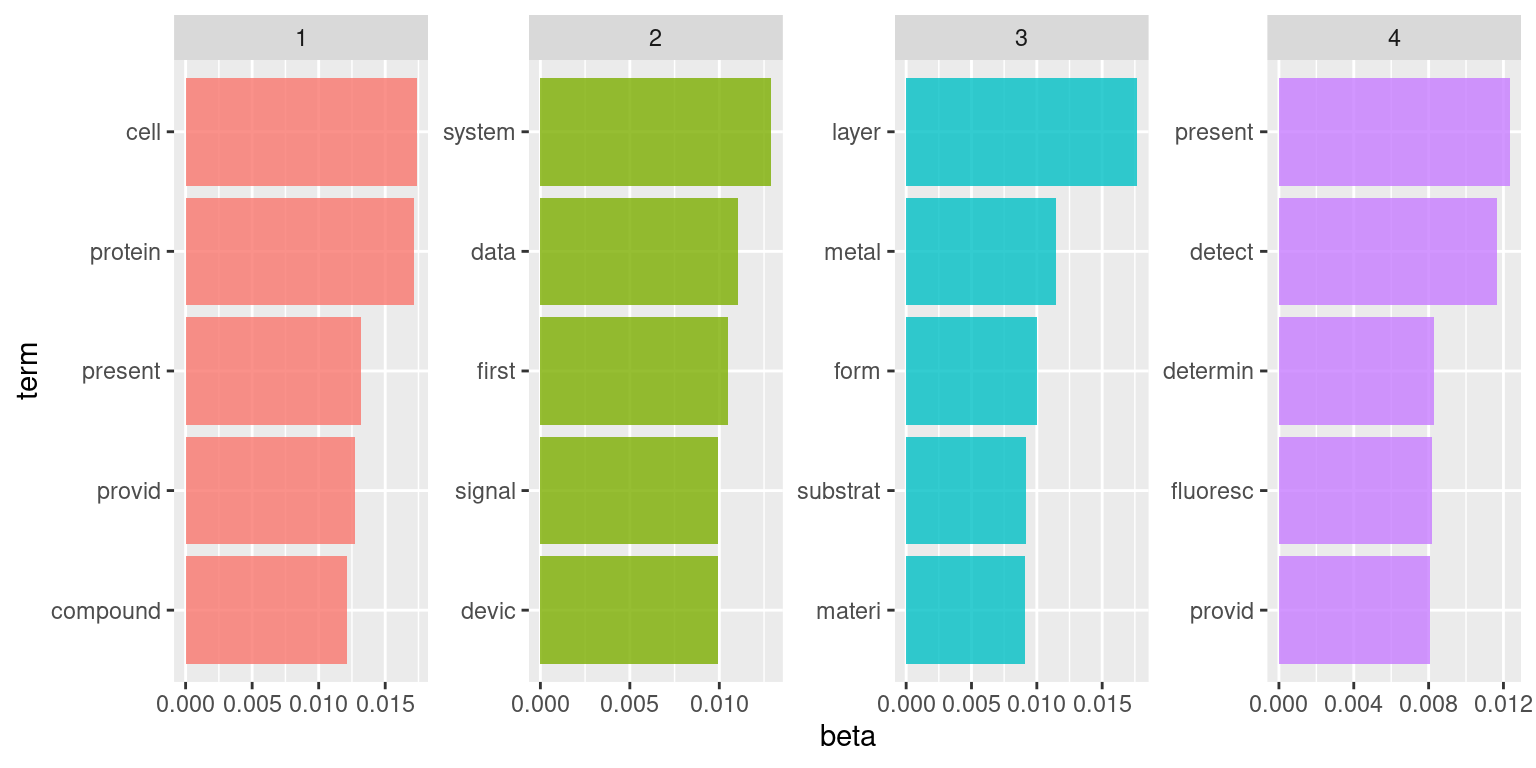 1
2
3
4
term
cell
protein
present
provid
compound
system
data
first
signal
devic
layer
metal
form
substrat
materi
present
detect
determin
fluoresc
provid
0.000 0.005 0.010 0.015
0.000 0.005 0.010
0.000 0.005 0.010 0.015
0.000 0.004 0.008 0.012
beta